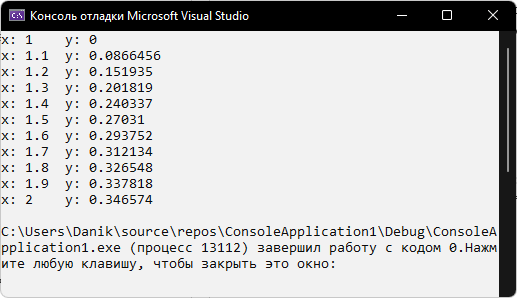 Консоль отладки Microsoft Visual Studio
x: 1    y: 0
x: 1.1  y: 0.0866456
x: 1.2  y: 0.151935
x: 1.3  y: 0.201819
x: 1.4  y: 0.240337
x: 1.5  y: 0.27031
x: 1.6  y: 0.293752
x: 1.7  y: 0.312134
x: 1.8  y: 0.326548
x: 1.9  y: 0.337818
x: 2    y: 0.346574
C:\Users\Danik\source\repos\ConsoleApplication1\Debug\ConsoleA
pplication1.exe (процесс 13112) завершил работу с кодом 0.Нажм
ите любую клавишу, чтобы закрыть это окно: